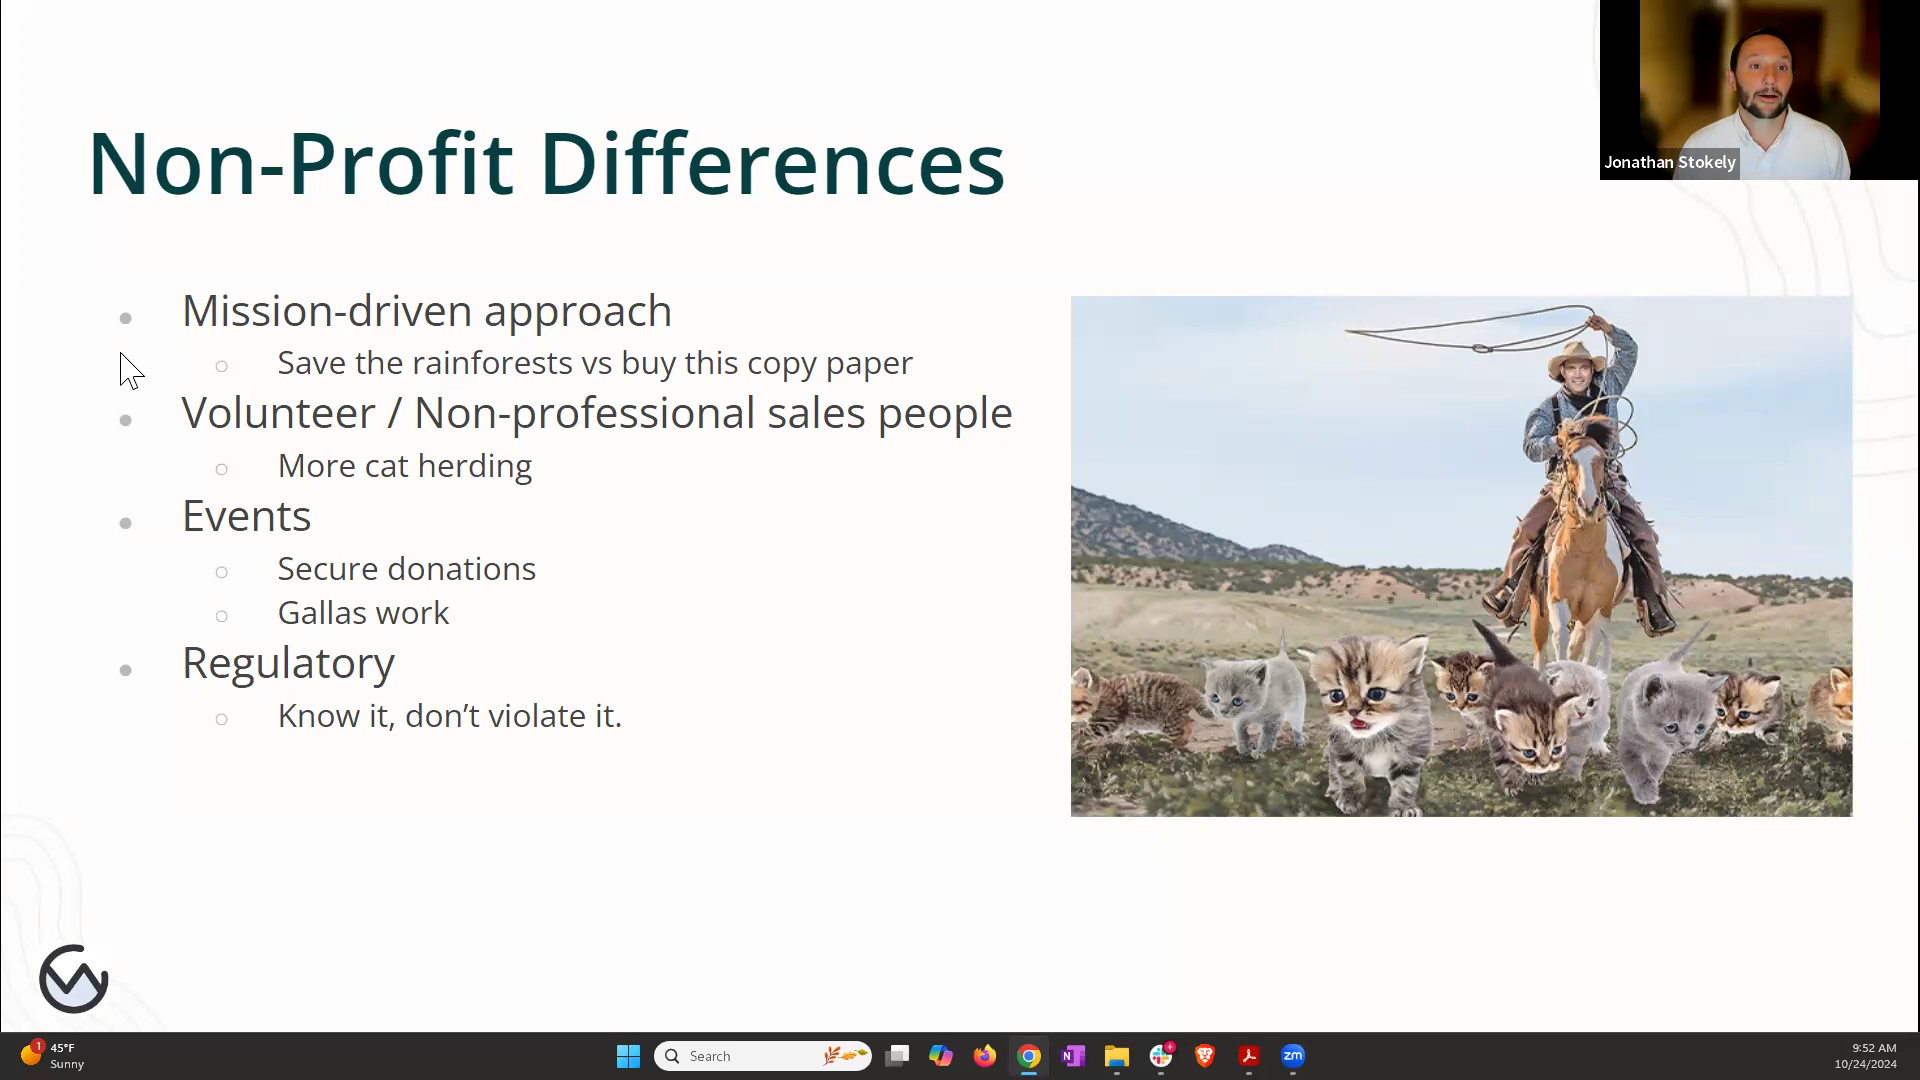 Jonathan Stokely
Non-Profit Differences
Mission-driven approach
Save the rainforests vs buy this copy paper
Volunteer / Non-professional sales people
More cat herding
Events
Secure donations
Gallas work
Regulatory
Know it, don’t violate it.
1
45°F
Sunny
Search
N
zm
9:52 AM
10/24/2024